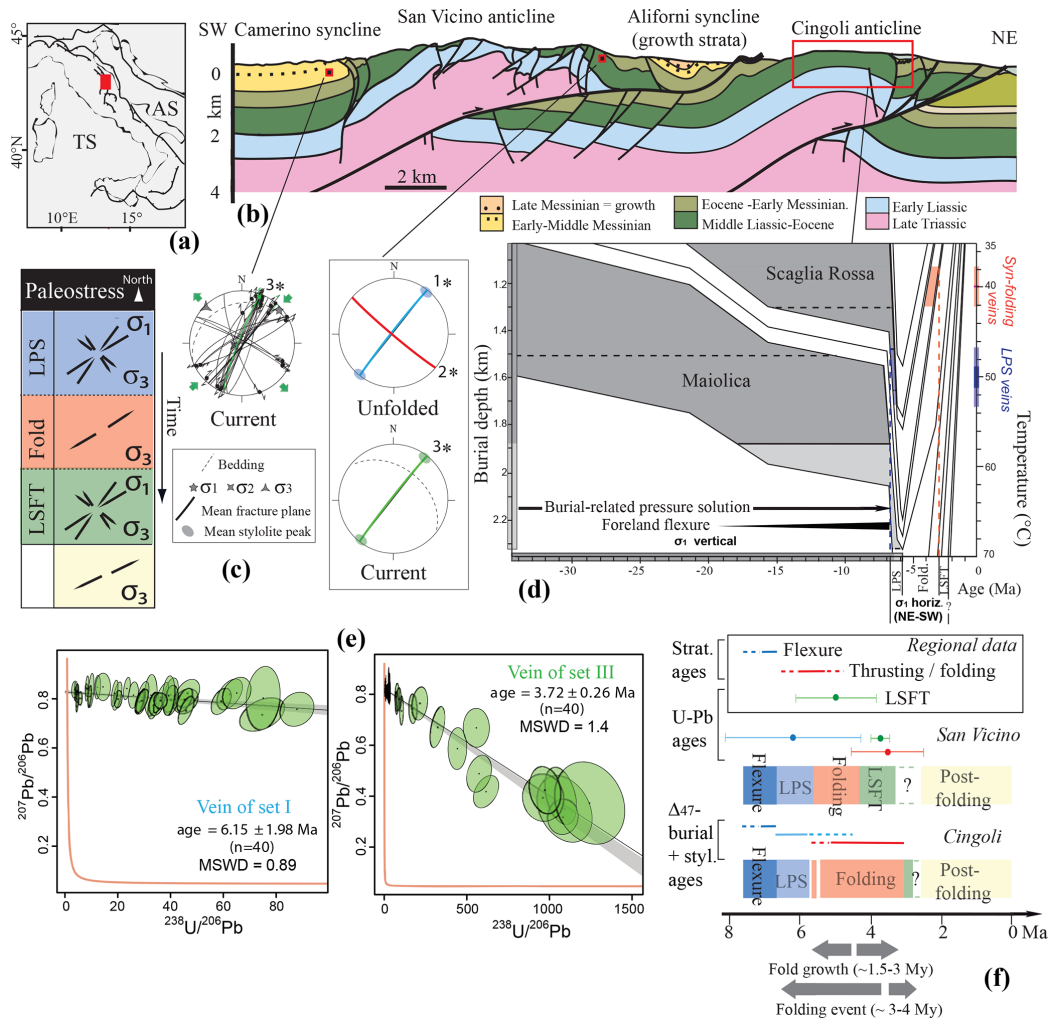 45°
40°N
10°E
15°
AS
TS
(a)
SW
Camerino syncline
San Vicino anticline
Aliforni syncline
(growth strata)
Cingoli anticline
NE
0
km
2
4
2 km
(b)
Late Messinian = growth
Early-Middle Messinian
Eocene -Early Messinian.
Middle Liassic-Eocene
Early Liassic
Late Triassic
Paleostress
North
LPS
σ1
σ3
Fold
σ3
LSFT
σ1
σ3
σ3
Time
N
3*
Current
N
1*
2*
Unfolded
N
3*
Current
Bedding
σ1 σ2 σ3
Mean fracture plane
Mean stylolite peak
(c)
Burial depth (km)
1.2
1.4
1.6
1.8
2
2.2
Scaglia Rossa
Maiolica
Burial-related pressure solution
Foreland flexure
σ1 vertical
-30
-25
-20
-15
-10
-5
Age (Ma)
LPS
Fold.
LSFT
?
σ1 horiz.
(NE-SW)
35
40
50
60
70
Temperature (°C)
Syn-folding
veins
LPS veins
(d)
(e)
207Pb/206Pb
0.8
0.6
0.4
0.2
0
20
40
60
80
238U/206Pb
Vein of set I
age = 6.15 ± 1.98 Ma
(n=40)
MSWD = 0.89
207Pb/206Pb
0.8
0.6
0.4
0.2
0
500
1000
1500
238U/206Pb
Vein of set III
age = 3.72 ± 0.26 Ma
(n=40)
MSWD = 1.4
Strat.
ages
Regional data
Flexure
Thrusting / folding
LSFT
U-Pb
ages
San Vicino
Flexure
LPS
Folding
LSFT
?
Post-
folding
Δ47-
burial
+ styl.
ages
Cingoli
Flexure
LPS
Folding
?
Post-
folding
8
6
4
2
0 Ma
Fold growth (~1.5-3 My)
Folding event (~ 3-4 My)
(f)